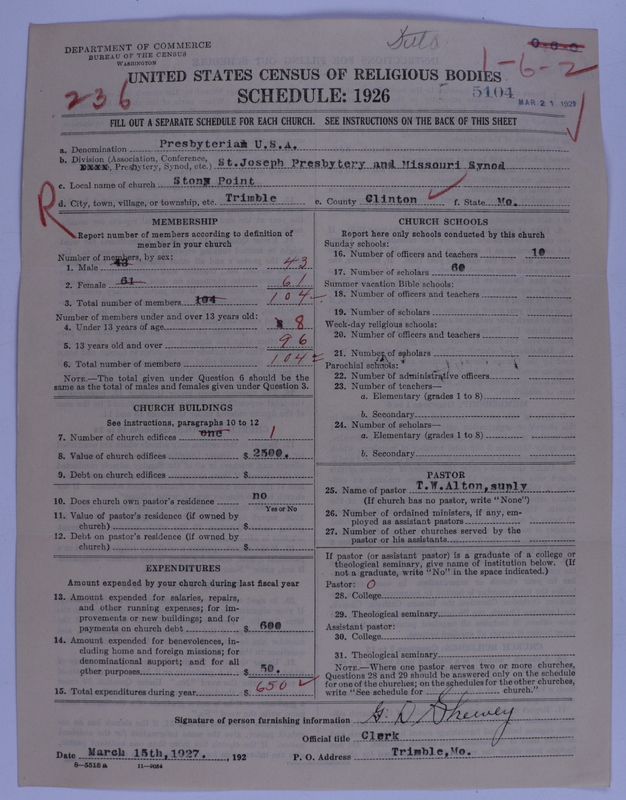 DEPARTMENT OF COMMERCE
BUREAU OF THE CENSUS
WASHINGTON
0-6-0
1-6-2
UNITED STATES CENSUS OF RELIGIOUS BODIES
236
SCHEDULE: 1926
5104
MAR 21 1927
FILL OUT A SEPARATE SCHEDULE FOR EACH CHURCH. SEE INSTRUCTIONS ON THE BACK OF THIS SHEET
a. Denomination Presbyterian U.S.A.
b. Division (Association, Conference, Presbytery, Synod, etc.) St.Joseph Presbytery and Missouri Synod
c. Local name of church Stony Point
d. City, town, village, or township, etc. Trimble e. County Clinton f. State Mo.
R
MEMBERSHIP
Report number of members according to definition of member in your church
Number of members, by sex:
1. Male 43 43
2. Female 61 61
3. Total number of members 104 104
Number of members under and over 13 years old:
4. Under 13 years of age 8 8
5. 13 years old and over 96
6. Total number of members 104
NOTE.—The total given under Question 6 should be the same as the total of males and females given under Question 3.
CHURCH BUILDINGS
See instructions, paragraphs 10 to 12
7. Number of church edifices one 1
8. Value of church edifices $ 2500.
9. Debt on church edifices $
10. Does church own pastor's residence no
Yes or No
11. Value of pastor's residence (if owned by church) $
12. Debt on pastor's residence (if owned by church) $
EXPENDITURES
Amount expended by your church during last fiscal year
13. Amount expended for salaries, repairs, and other running expenses; for improvements or new buildings; and for payments on church debt $ 600
14. Amount expended for benevolences, including home and foreign missions; for denominational support; and for all other purposes $ 50.
15. Total expenditures during year $ 650
CHURCH SCHOOLS
Report here only schools conducted by this church
Sunday schools:
16. Number of officers and teachers 10
17. Number of scholars 60
Summer vacation Bible schools:
18. Number of officers and teachers
19. Number of scholars
Week-day religious schools:
20. Number of officers and teachers
21. Number of scholars
Parochial schools:
22. Number of administrative officers
23. Number of teachers—
a. Elementary (grades 1 to 8)
b. Secondary
24. Number of scholars—
a. Elementary (grades 1 to 8)
b. Secondary
PASTOR
25. Name of pastor T.W.Alton,suply
(If church has no pastor, write "None")
26. Number of ordained ministers, if any, employed as assistant pastors
27. Number of other churches served by the pastor or his assistants
If pastor (or assistant pastor) is a graduate of a college or theological seminary, give name of institution below. (If not a graduate, write "No" in the space indicated.)
Pastor: 0
28. College
29. Theological seminary
Assistant pastor:
30. College
31. Theological seminary
NOTE.—Where one pastor serves two or more churches, Questions 28 and 29 should be answered only on the schedule for one of the churches; on the schedules for the other churches, write "See schedule for church."
Signature of person furnishing information G. D. Shewey
Official title Clerk
Date March 15th, 1927. , 192 P. O. Address Trimble, Mo.
8-5516 a 11-9054